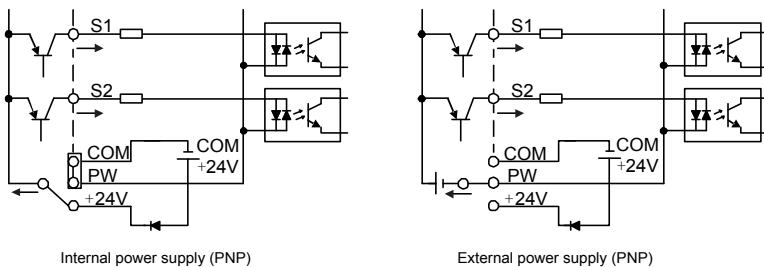 S1
S2
COM
COM
+24V
PW
+24V
Internal power supply (PNP)
S1
S2
COM
COM
+24V
PW
+24V
External power supply (PNP)